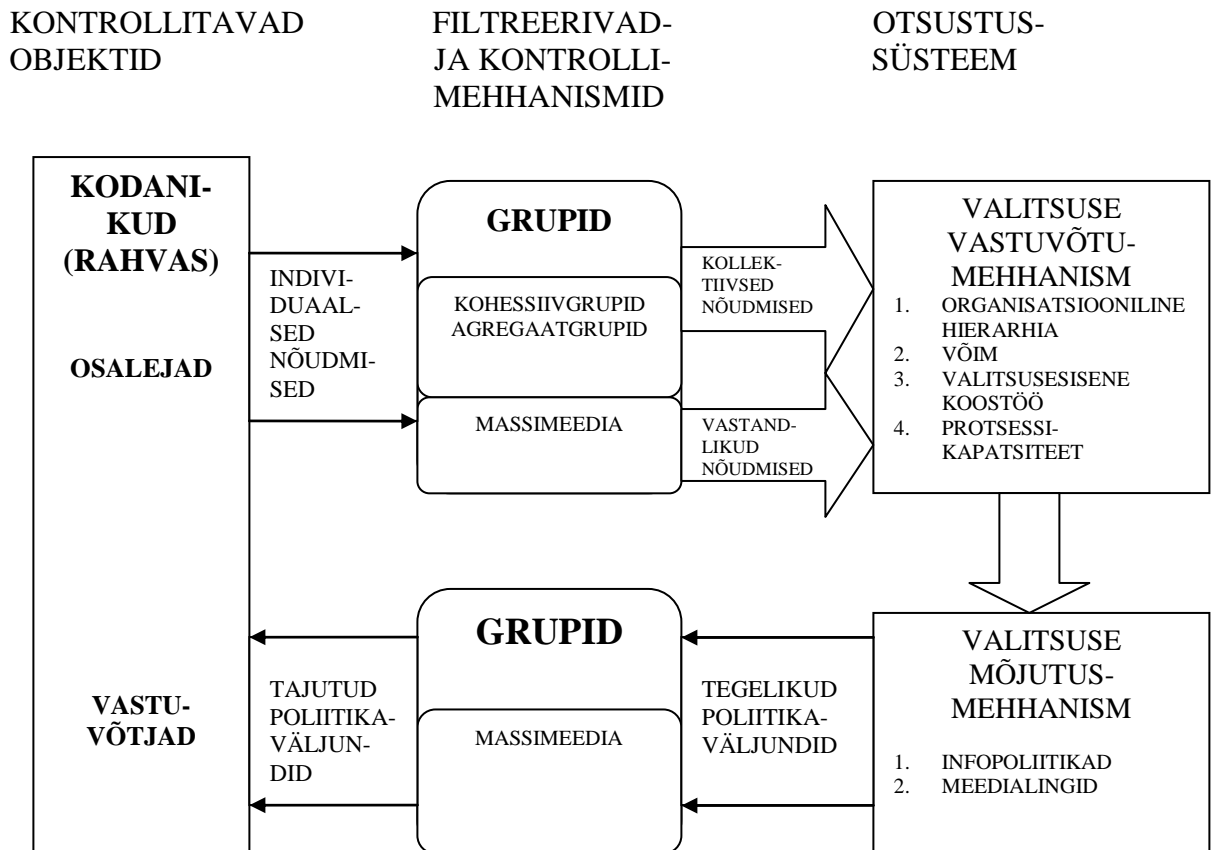 KONTROLLITAVAD
OBJEKTID
FILTREERIVAD-
JA KONTROLLI-
MEHHANISMID
OTSUSTUS-
SÜSTEEM
KODANI-
KUD
(RAHVAS)
OSALEJAD
VASTU-
VÕTJAD
INDIVI-
DUAAL-
SED
NÕUDMI-
SED
GRUPID
KOHESSIIVGRUPID
AGREGAATGRUPID
MASSIMEEDIA
KOLLEK-
TIIVSED
NÕUDMISED
VASTAND-
LIKUD
NÕUDMISED
VALITSUSE
VASTUVÕTU-
MEHHANISM
1. ORGANISATSIOONILINE
HIERARHIA
2. VÕIM
3. VALITSUSESISENE
KOOSTÖÖ
4. PROTSESSI-
KAPATSITEET
TAJUTUD
POLIITIKA-
VÄLJUN-
DID
GRUPID
MASSIMEEDIA
TEGELIKUD
POLIITIKA-
VÄLJUNDID
VALITSUSE
MÕJUTUS-
MEHHANISM
1. INFOPOLIITIKAD
2. MEEDIALINGID